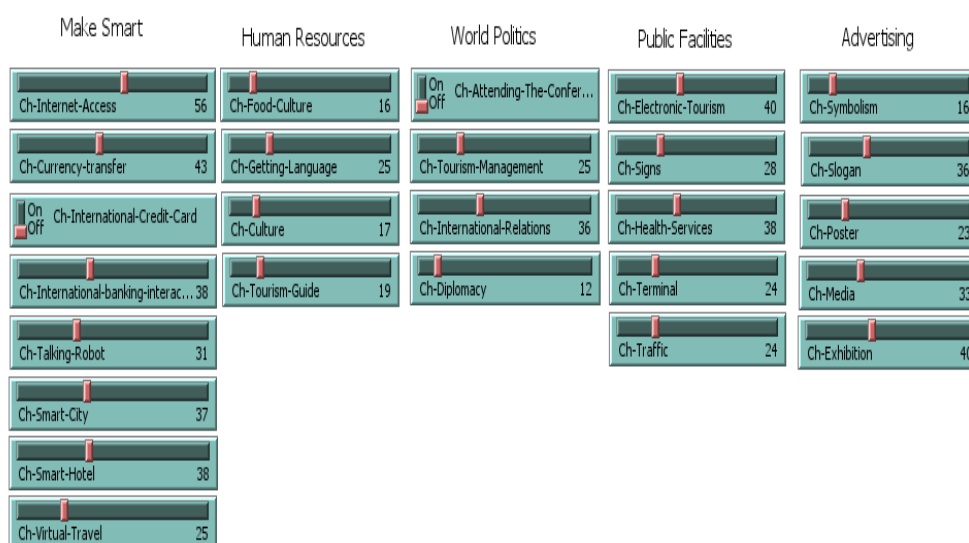 Make Smart
Ch-Internet-Access 56
Ch-Currency-transfer 43
On
Off
Ch-International-Credit-Card
Ch-International-banking-interac... 38
Ch-Talking-Robot 31
Ch-Smart-City 37
Ch-Smart-Hotel 38
Ch-Virtual-Travel 25
Human Resources
Ch-Food-Culture 16
Ch-Getting-Language 25
Ch-Culture 17
Ch-Tourism-Guide 19
World Politics
On
Off
Ch-Attending-The-Confer...
Ch-Tourism-Management 25
Ch-International-Relations 36
Ch-Diplomacy 12
Public Facilities
Ch-Electronic-Tourism 40
Ch-Signs 28
Ch-Health-Services 38
Ch-Terminal 24
Ch-Traffic 24
Advertising
Ch-Symbolism 16
Ch-Slogan 36
Ch-Poster 23
Ch-Media 33
Ch-Exhibition 40